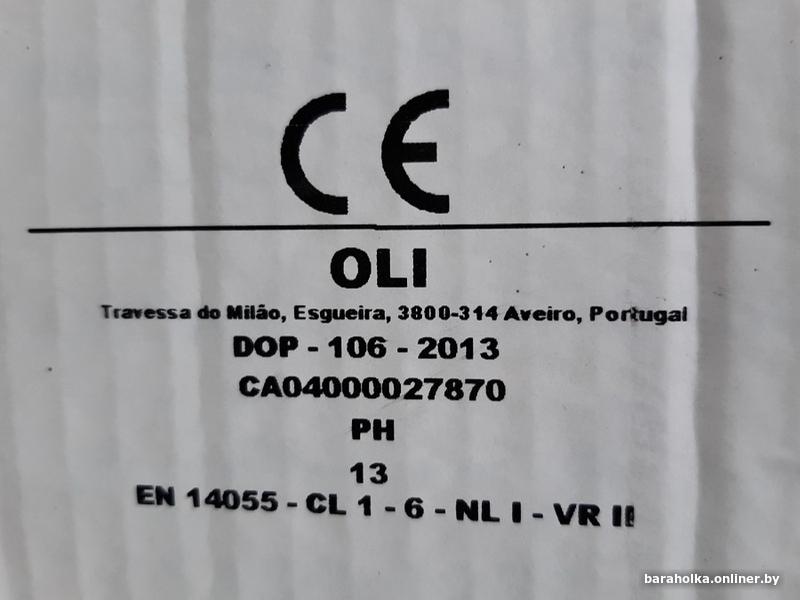 CE
OLI
Travessa do Milão, Esgueira, 3800-314 Aveiro, Portugal
DOP - 106 - 2013
CA04000027870
PH
13
EN 14055 - CL 1 - 6 - NL I - VR II
baraholka.onliner.by